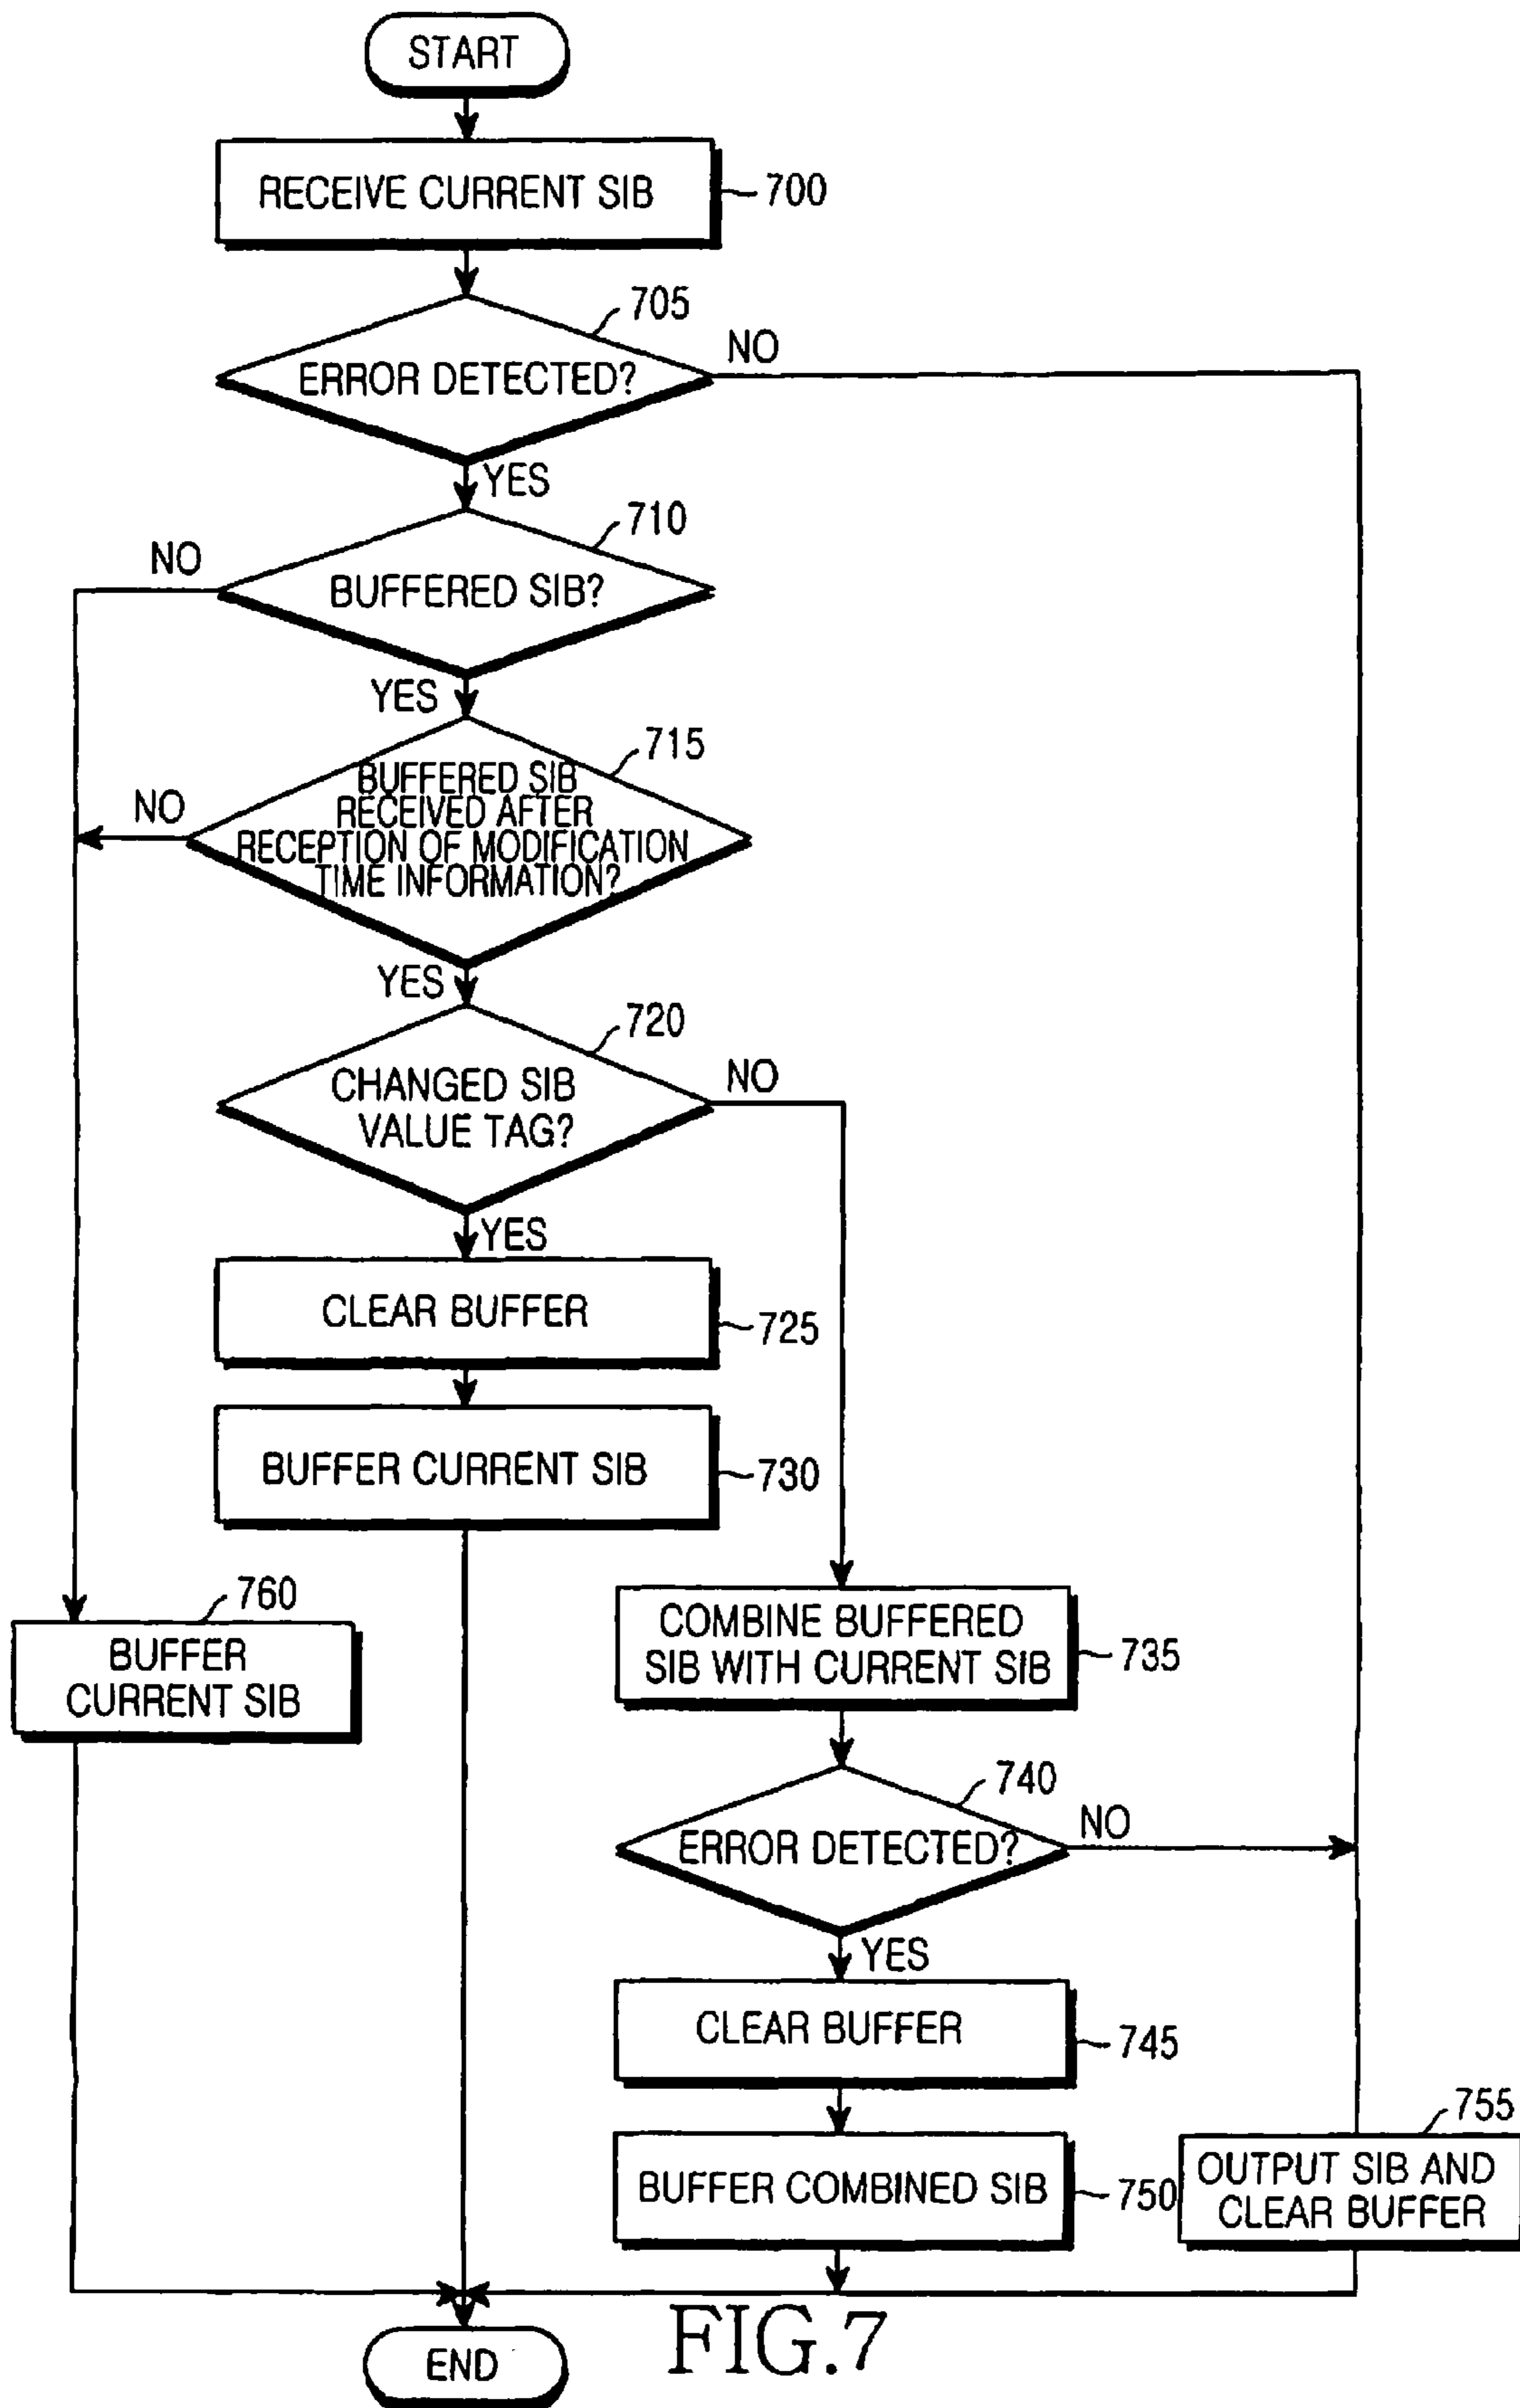 START
RECEIVE CURRENT SIB
700
705
ERROR DETECTED?
NO
YES
710
NO
BUFFERED SIB?
YES
715
BUFFERED SIB
RECEIVED AFTER
RECEPTION OF MODIFICATION
TIME INFORMATION?
NO
YES
720
CHANGED SIB
VALUE TAG?
NO
YES
CLEAR BUFFER
725
BUFFER CURRENT SIB
730
760
BUFFER
CURRENT SIB
COMBINE BUFFERED
SIB WITH CURRENT SIB
735
740
ERROR DETECTED?
NO
YES
CLEAR BUFFER
745
BUFFER COMBINED SIB
750
755
OUTPUT SIB AND
CLEAR BUFFER
END
FIG.7